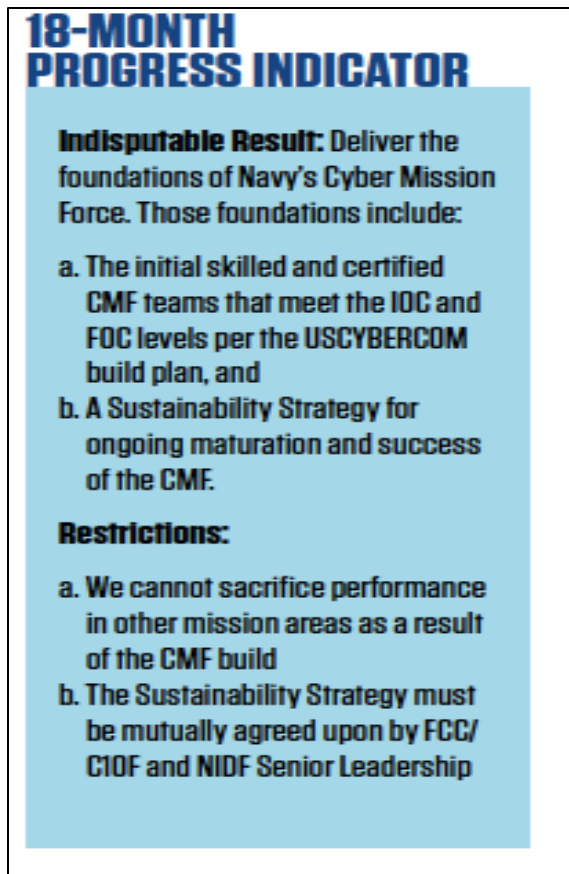 18-MONTH
PROGRESS INDICATOR
Indisputable Result: Deliver the
foundations of Navy's Cyber Mission
Force. Those foundations include:
a. The initial skilled and certified
CMF teams that meet the IOC and
FOC levels per the USCYBERCOM
build plan, and
b. A Sustainability Strategy for
ongoing maturation and success
of the CMF.
Restrictions:
a. We cannot sacrifice performance
in other mission areas as a result
of the CMF build
b. The Sustainability Strategy must
be mutually agreed upon by FCC/
C10F and NIDF Senior Leadership